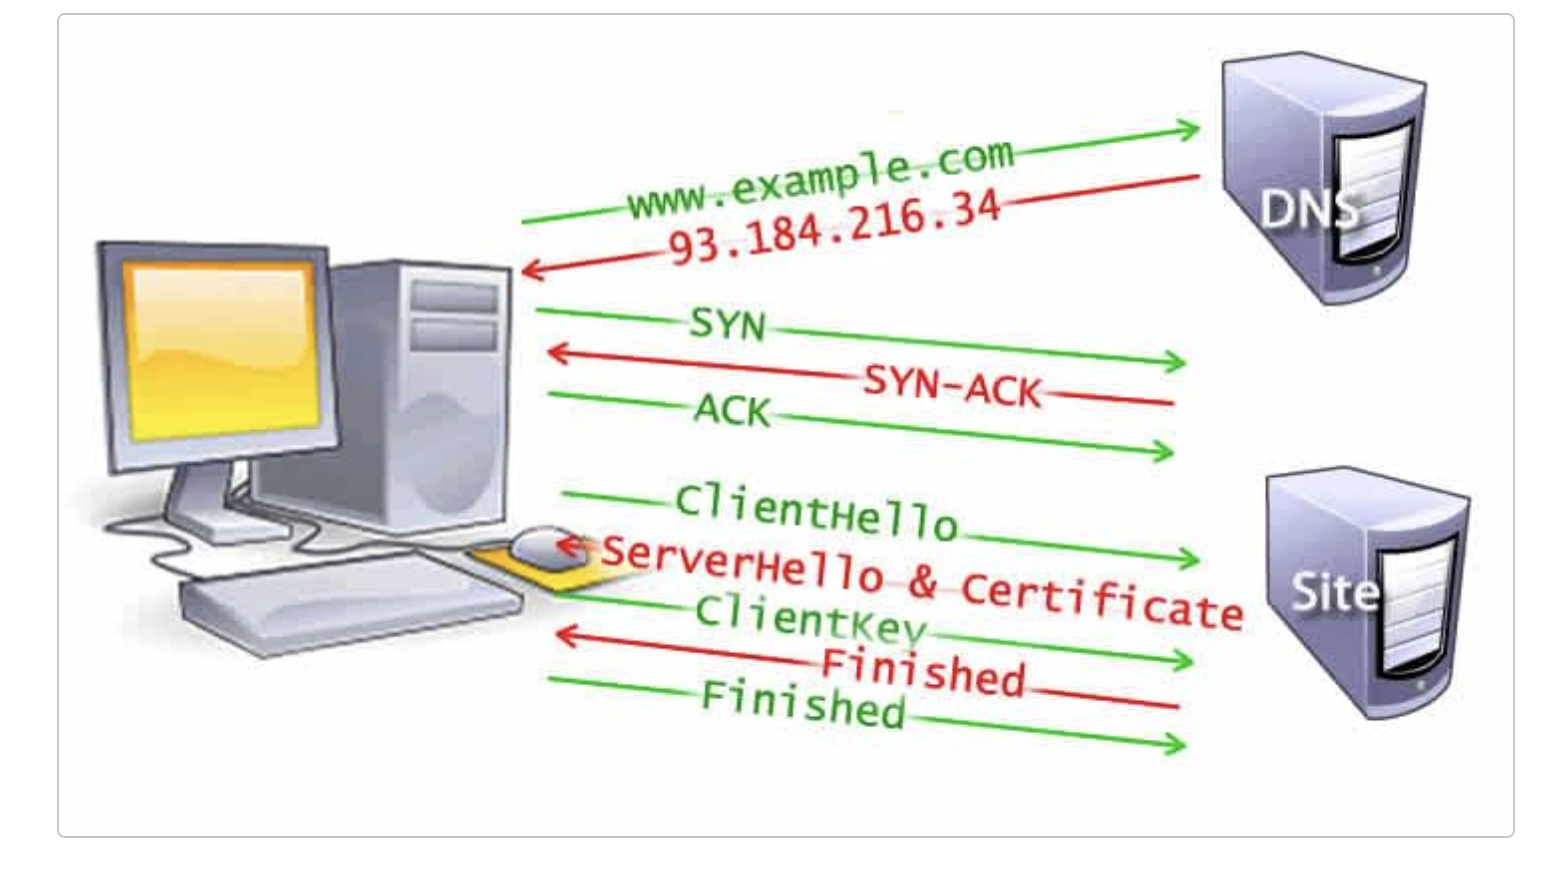 www.example.com
93.184.216.34
DNS
SYN
SYN-ACK
ACK
ClientHello
ServerHello & Certificate
Site
ClientKey
Finished
Finished